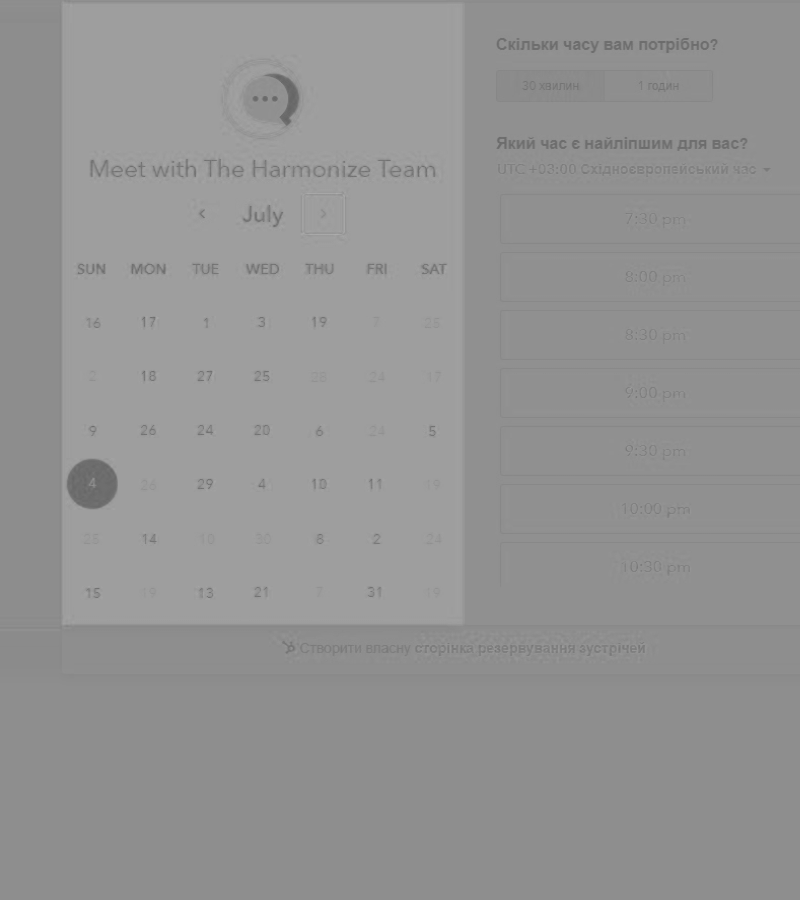 Meet with The Harmonize Team
July
SUN MON TUE WED THU FRI SAT
16 17 1 3 19 7 25
2 18 27 25 26 24 17
9 26 24 20 6 24 5
4 26 29 4 10 11 19
28 14 10 30 8 2 24
15 19 13 21 7 31 18
Скільки часу вам потрібно?
30 хвилин 1 годин
Який час є найліпшим для вас?
UTC +03:00 Східноєвропейський час
7:30 pm
8:00 pm
8:30 pm
9:00 pm
9:30 pm
10:00 pm
10:30 pm
Створити власну сторінка резервування зустрічей